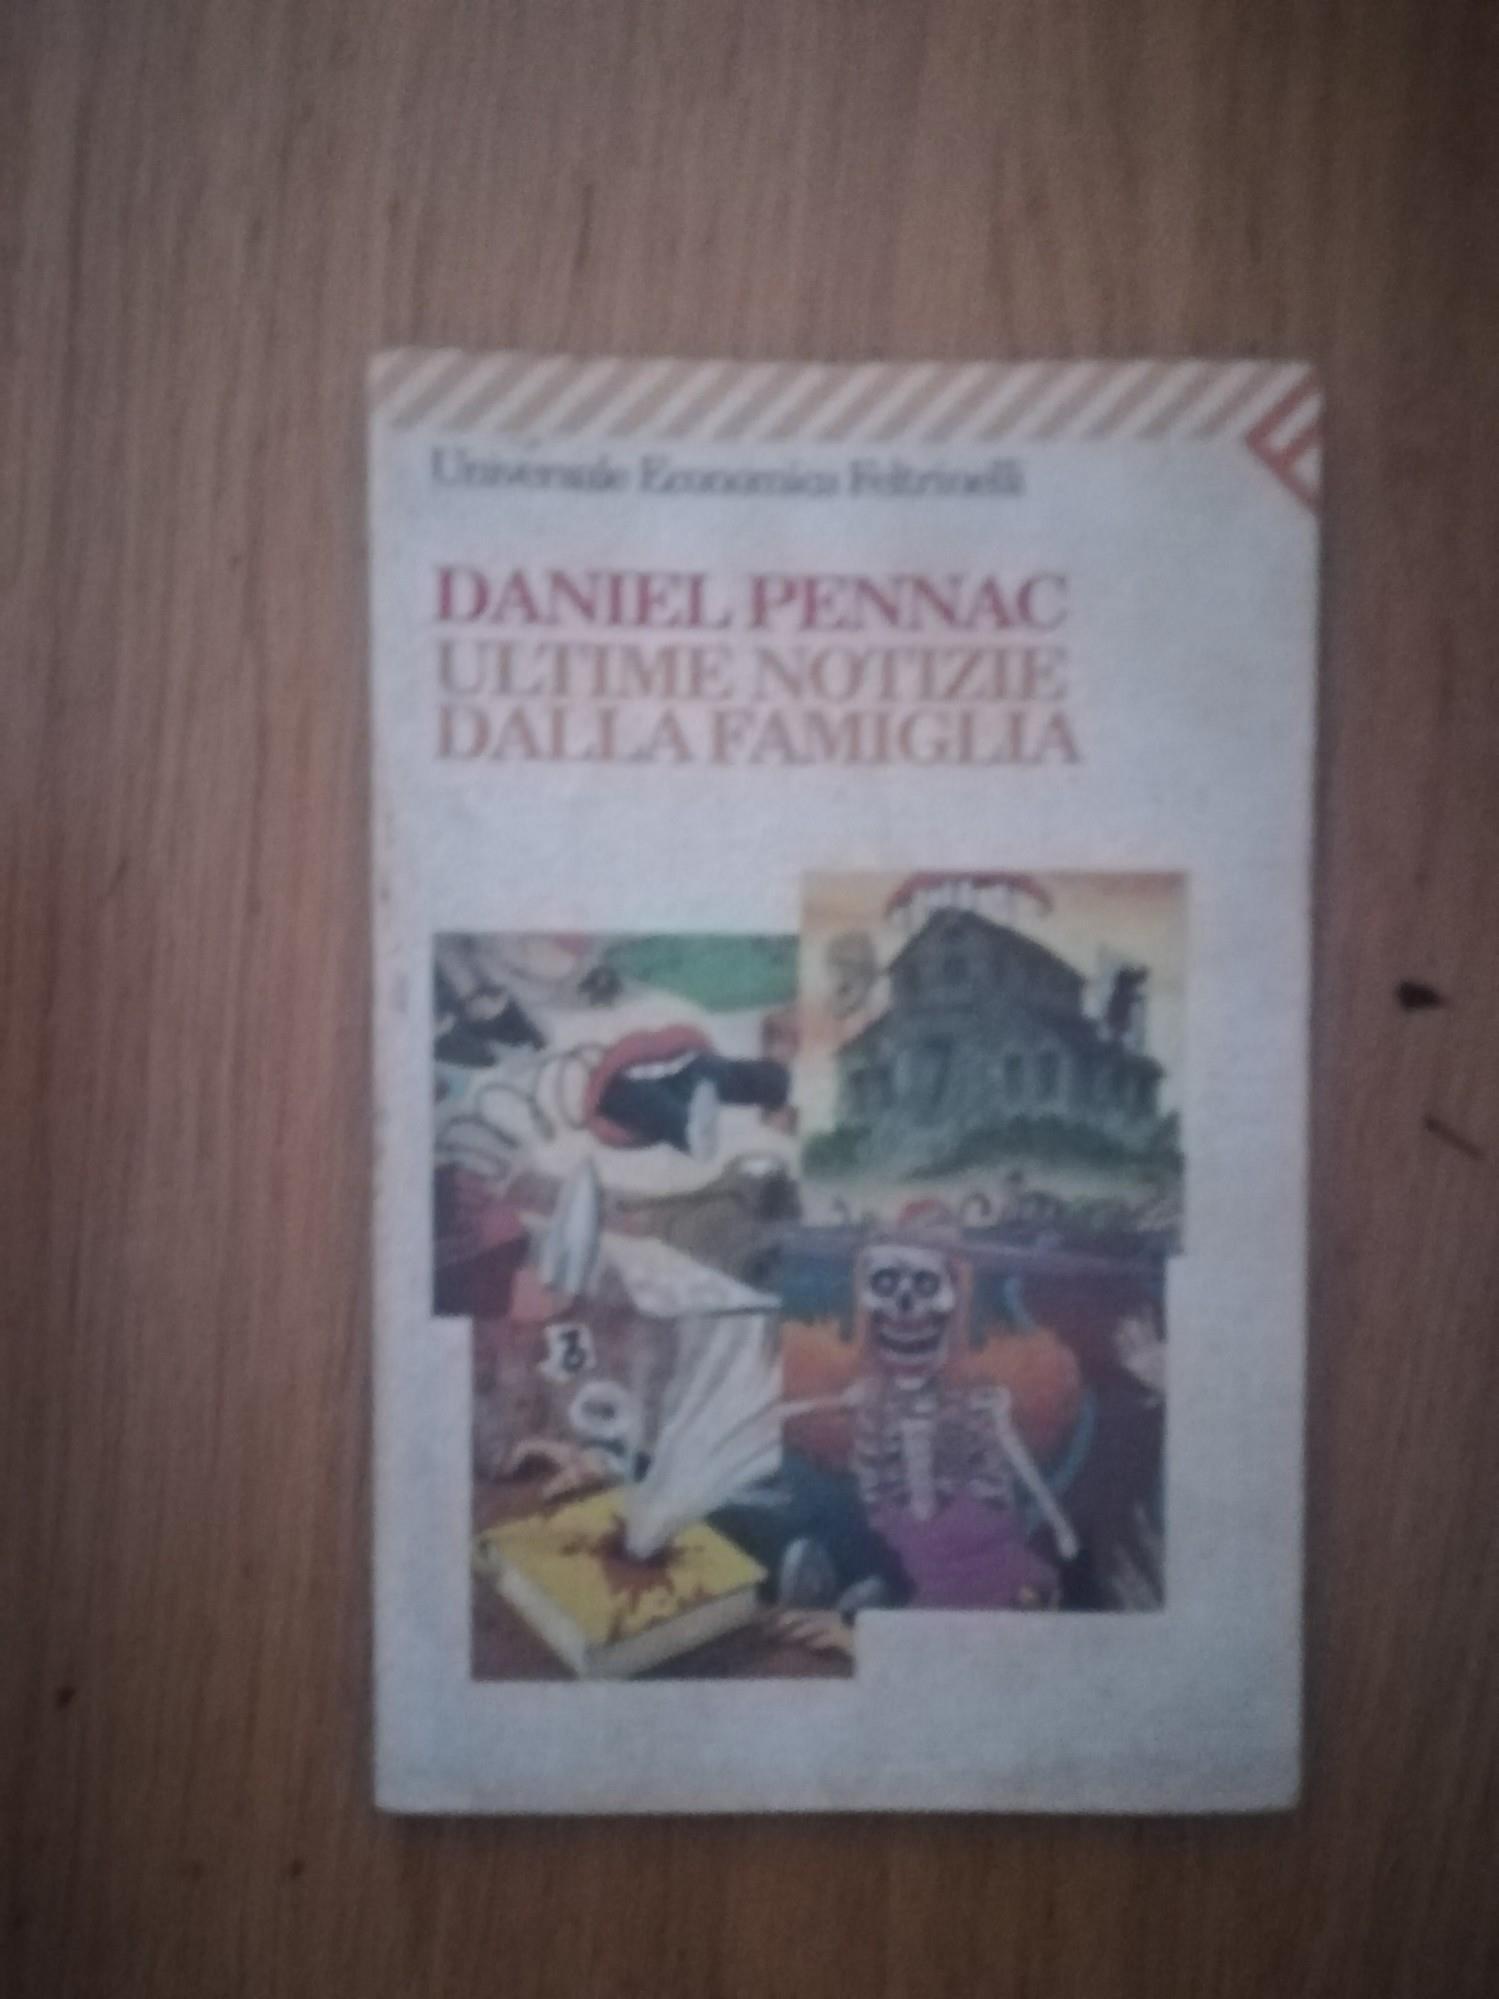 Universale Economica Feltrinelli
DANIEL PENNAC
ULTIME NOTIZIE
DALLA FAMIGLIA